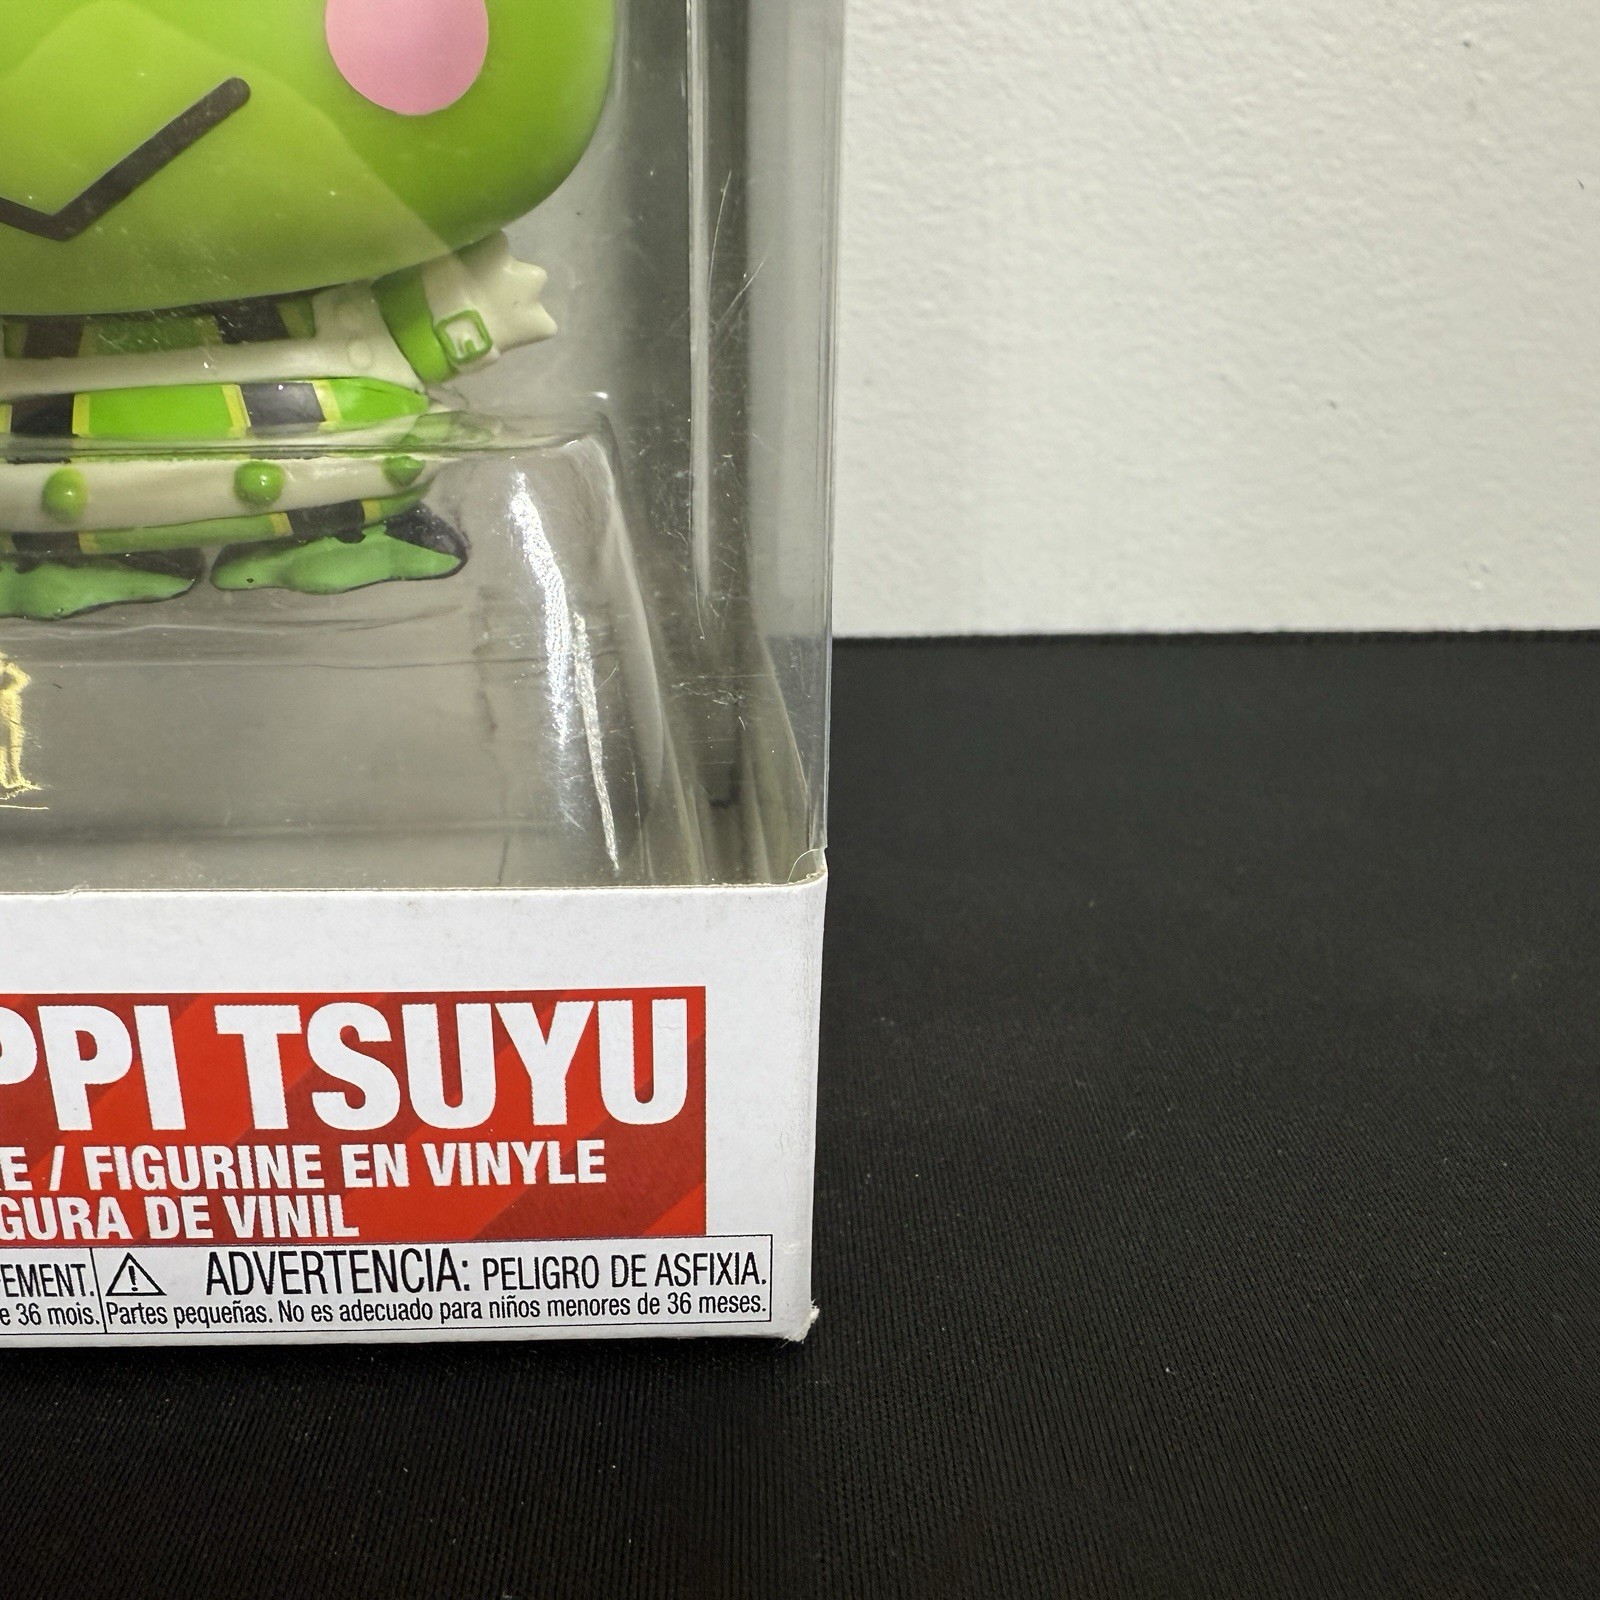 PPI TSUYU
E / FIGURINE EN VINYLE
GURA DE VINIL
EMENT. ADVERTENCIA: PELIGRO DE ASFIXIA.
e 36 mois. Partes pequeñas. No es adecuado para niños menores de 36 meses.